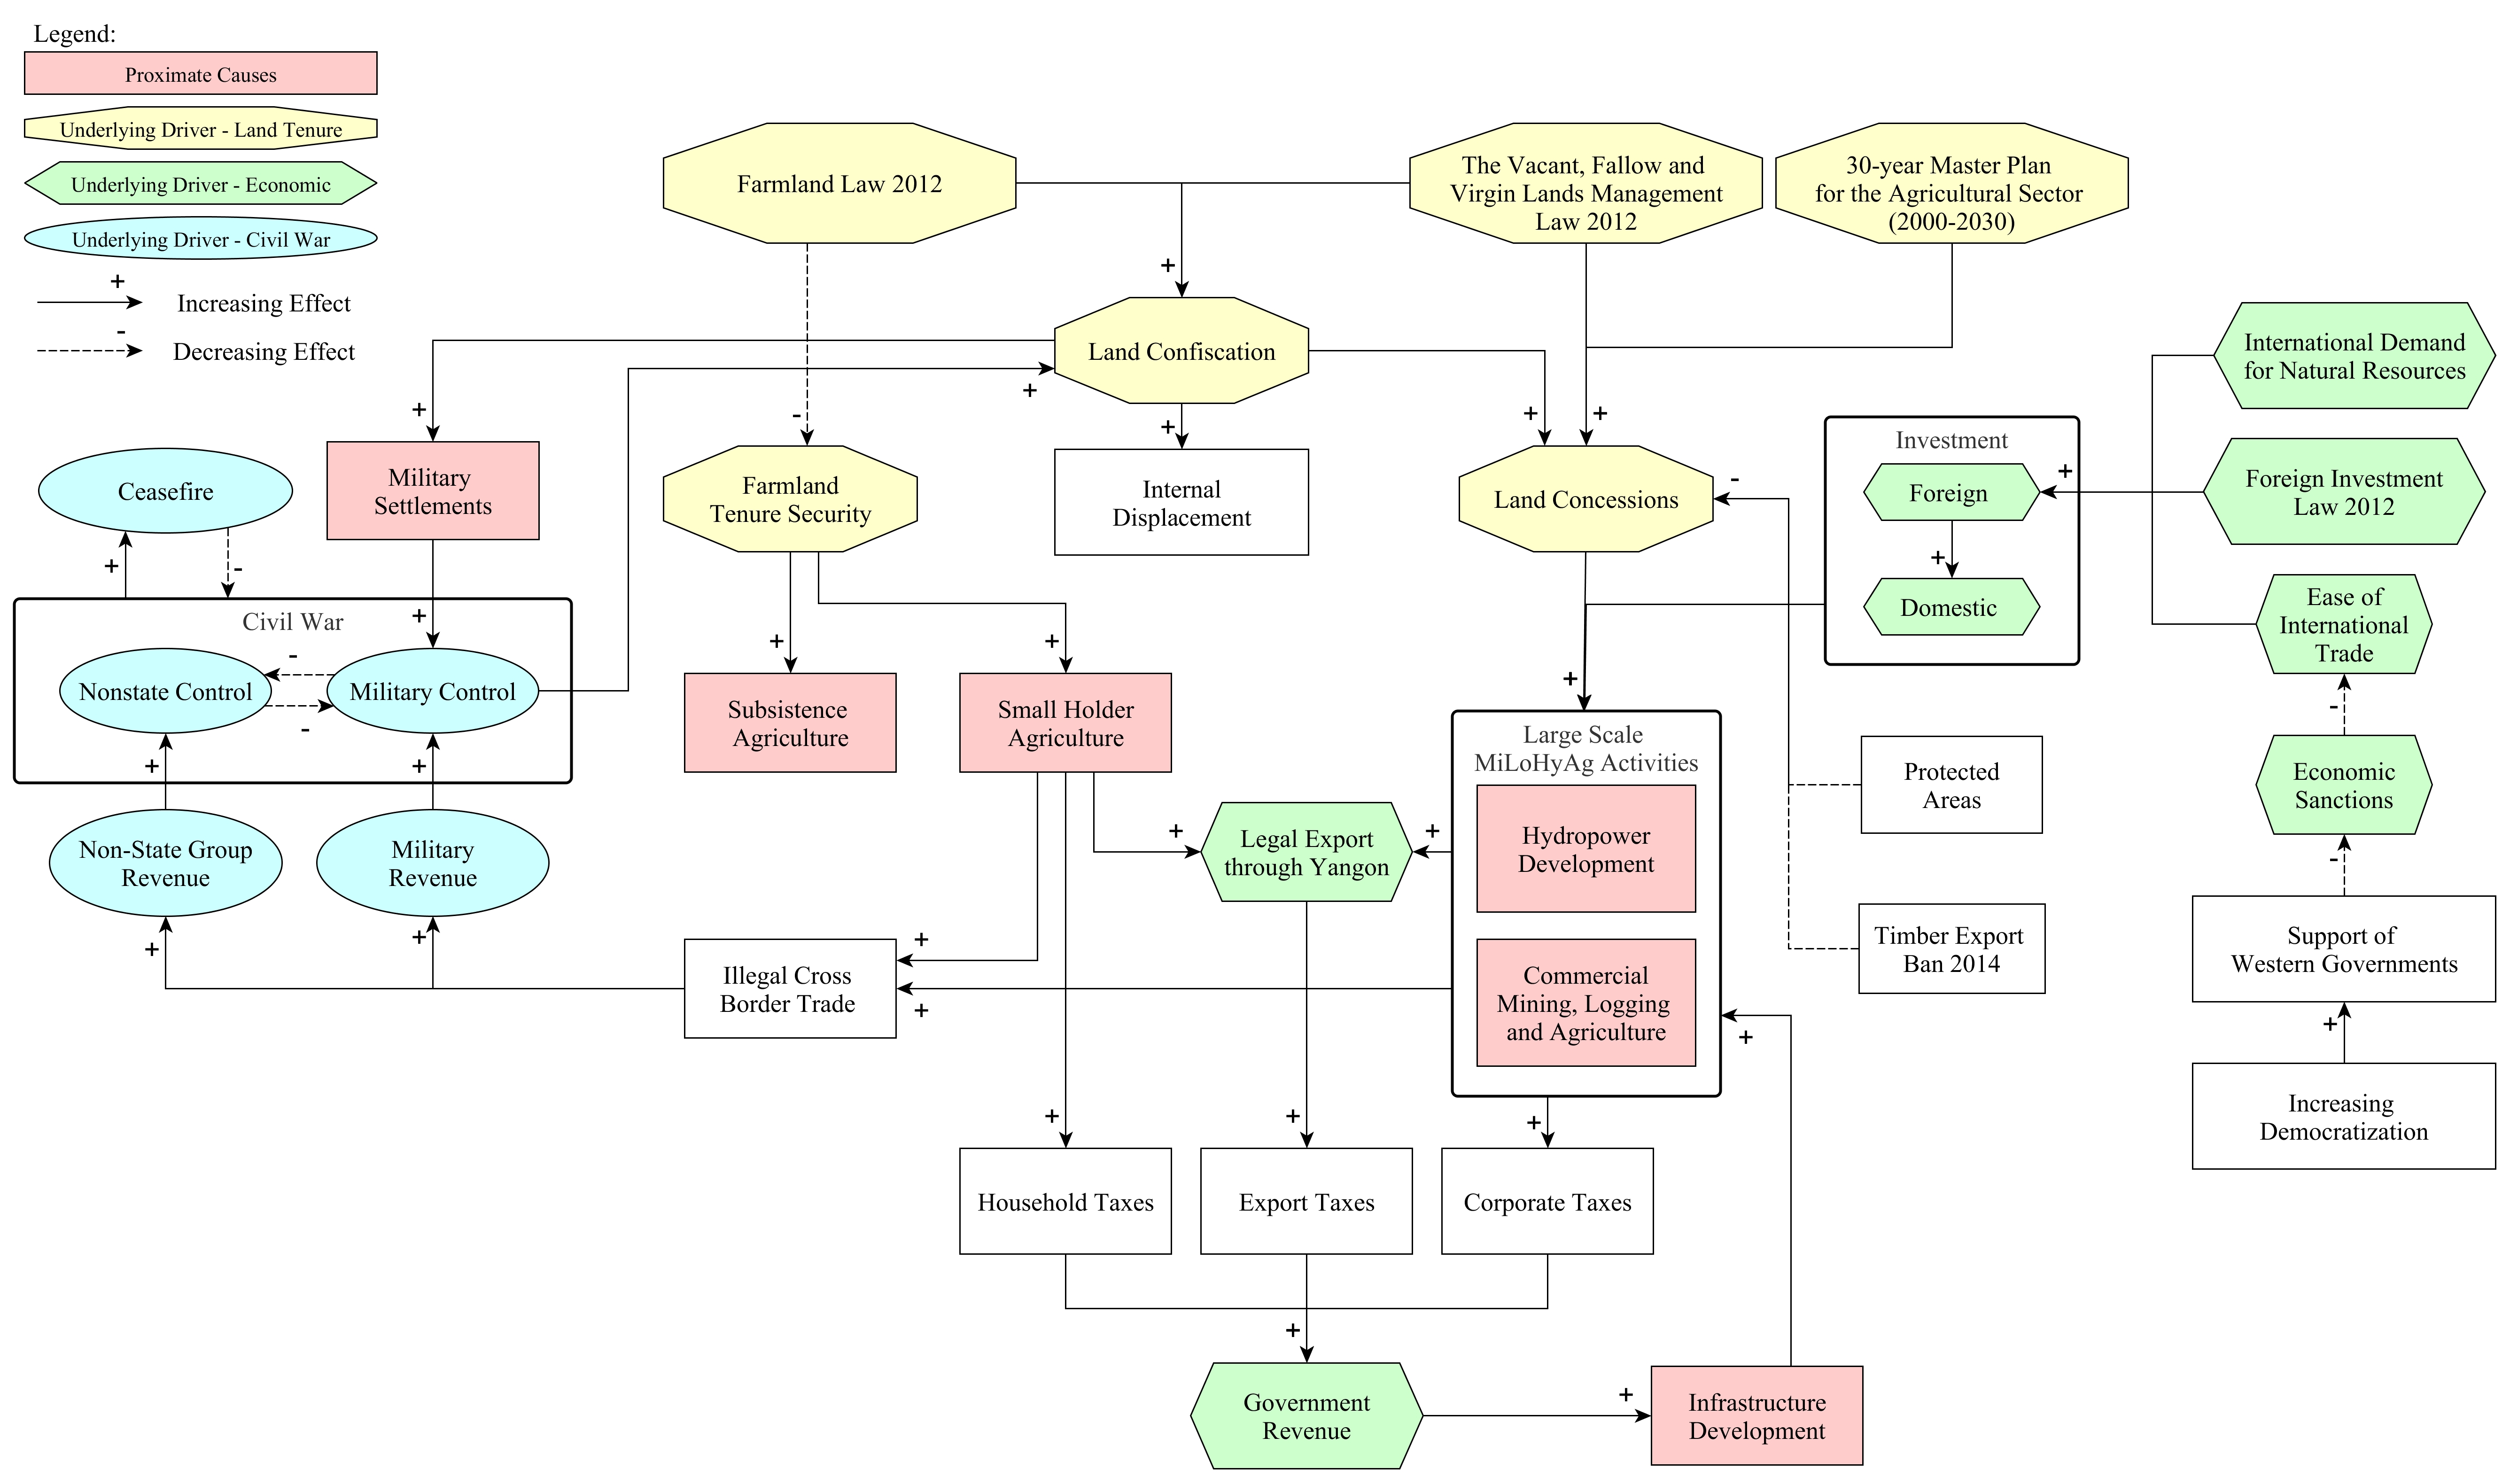 Legend:
Proximate Causes
Underlying Driver - Land Tenure
Underlying Driver - Economic
Underlying Driver - Civil War
+
Increasing Effect
-
Decreasing Effect
Farmland Law 2012
The Vacant, Fallow and
Virgin Lands Management
Law 2012
30-year Master Plan
for the Agricultural Sector
(2000-2030)
+
Land Confiscation
+
International Demand
for Natural Resources
+
-
+
+
+
Military
Settlements
Ceasefire
Farmland
Tenure Security
Internal
Displacement
Land Concessions
-
Investment
Foreign
+
+
Domestic
Foreign Investment
Law 2012
Ease of
International
Trade
+
-
+
Civil War
-
Nonstate Control
Military Control
-
+
+
+
+
+
Subsistence
Agriculture
Small Holder
Agriculture
Large Scale
MiLoHyAg Activities
Hydropower
Development
Commercial
Mining, Logging
and Agriculture
-
Economic
Sanctions
-
Protected
Areas
Timber Export
Ban 2014
Support of
Western Governments
+
Increasing
Democratization
Non-State Group
Revenue
Military
Revenue
+
+
+
Legal Export
through Yangon
+
+
+
Illegal Cross
Border Trade
+
+
+
+
Household Taxes
Export Taxes
Corporate Taxes
+
Government
Revenue
+
Infrastructure
Development